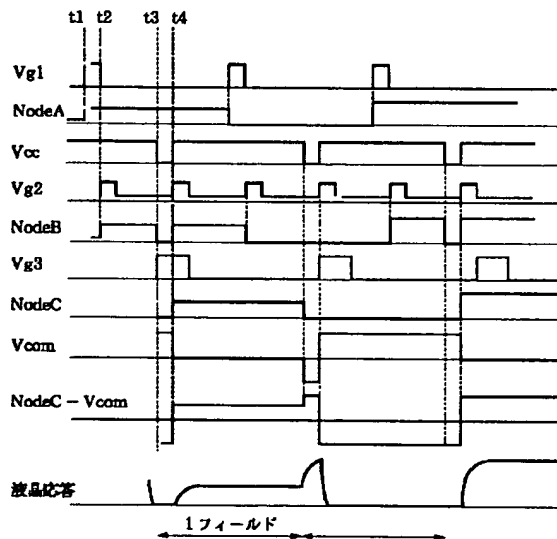 t1 t2 t3 t4
Vg1
NodeA
Vcc
Vg2
NodeB
Vg3
NodeC
Vcom
NodeC - Vcom
液晶応答
1フィールド